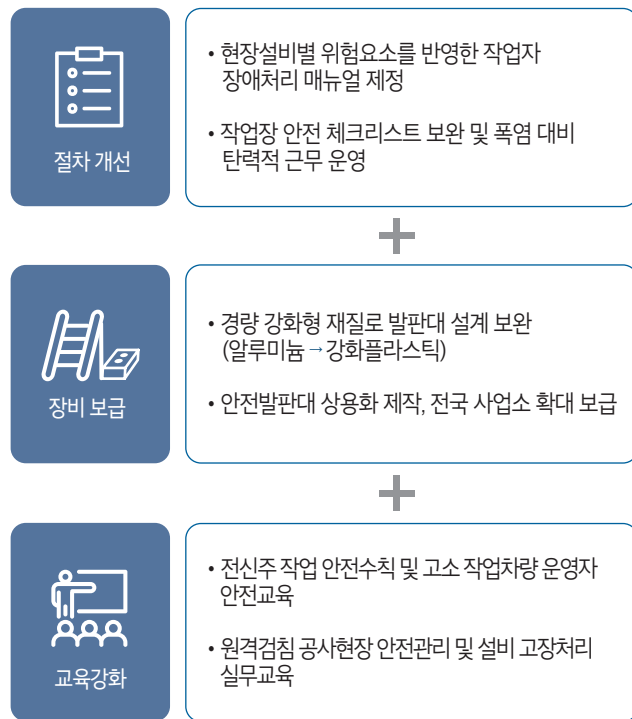 절차 개선
• 현장설비별 위험요소를 반영한 작업자
장애처리 매뉴얼 제정
• 작업장 안전 체크리스트 보완 및 폭염 대비
탄력적 근무 운영
+
장비 보급
• 경량 강화형 재질로 발판대 설계 보완
(알루미늄→강화플라스틱)
• 안전발판대 상용화 제작, 전국 사업소 확대 보급
+
교육강화
• 전신주 작업 안전수칙 및 고소 작업차량 운영자
안전교육
• 원격검침 공사현장 안전관리 및 설비 고장처리
실무교육